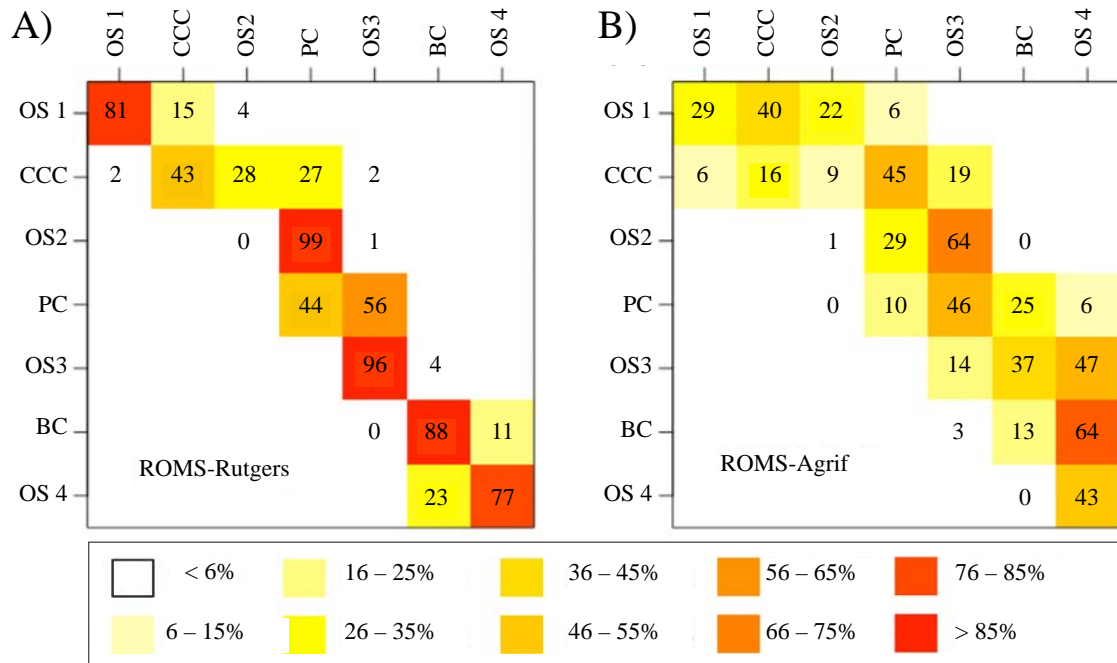 A) OS 1 CCC OS2 PC OS3 BC OS 4
OS 1 81 15 4
CCC 2 43 28 27 2
OS2 0 99 1
PC 44 56
OS3 96 4
BC 0 88 11
OS 4 23 77
ROMS-Rutgers
B) OS 1 CCC OS2 PC OS3 BC OS 4
29 40 22 6
6 16 9 45 19
1 29 64 0
0 10 46 25 6
14 37 47
3 13 64
0 43
ROMS-Agrif
< 6% 16 – 25% 36 – 45% 56 – 65% 76 – 85%
6 – 15% 26 – 35% 46 – 55% 66 – 75% > 85%